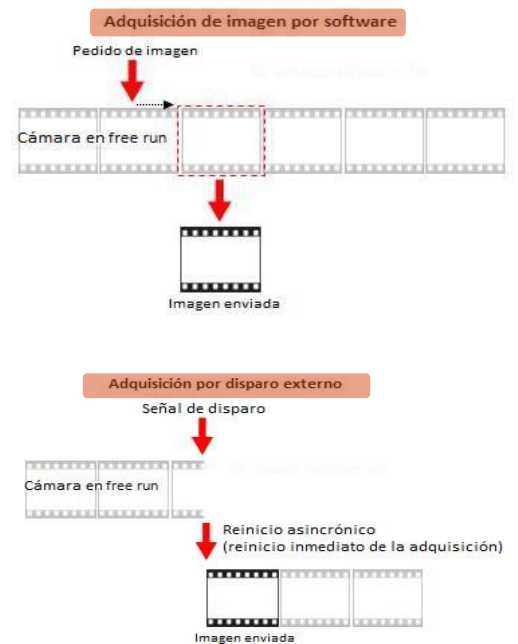 Adquisición de imagen por software
Pedido de imagen
Cámara en free run
Imagen enviada
Adquisición por disparo externo
Señal de disparo
Cámara en free run
Reinicio asincrónico
(reinicio inmediato de la adquisición)
Imagen enviada